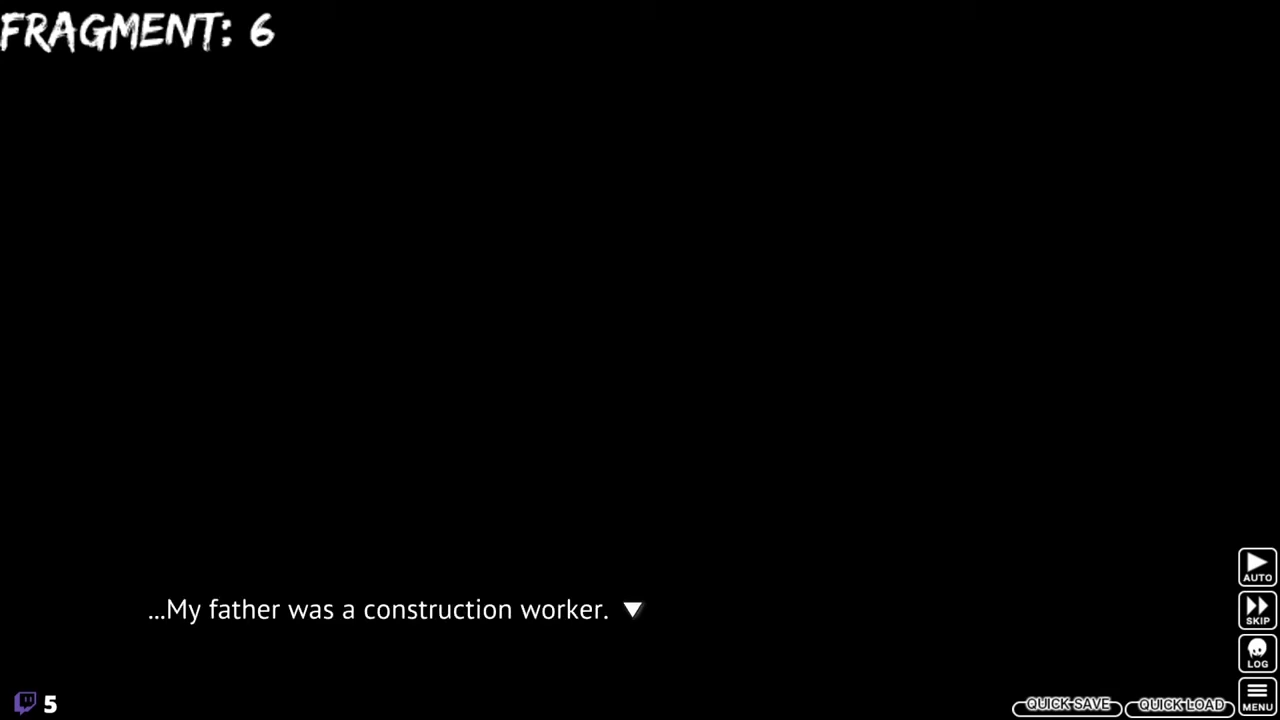 FRAGMENT: 6
AUTO
SKIP
...My father was a construction worker.
LOG
5
QUICK SAVE
QUICK LOAD
MENU